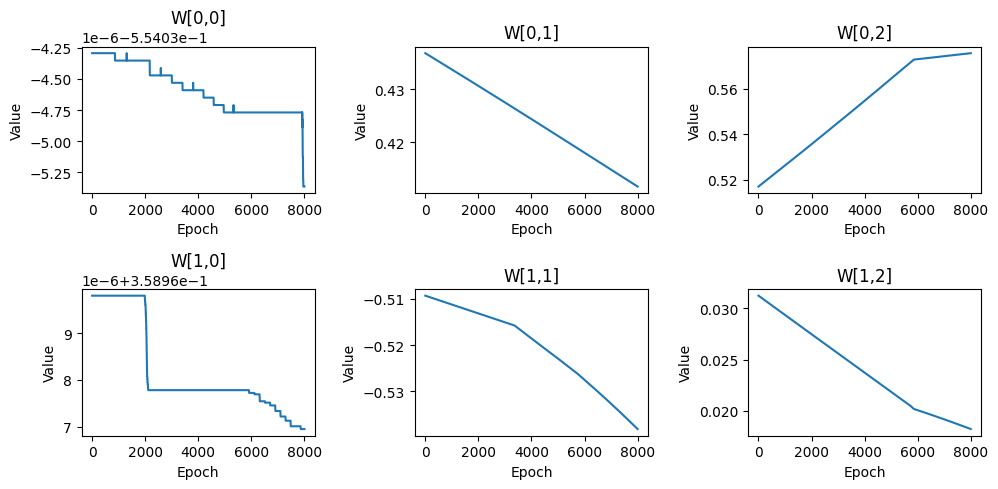 W[0,0]
1e−6−5.5403e−1
−4.25
−4.50
−4.75
−5.00
−5.25
Value
0 2000 4000 6000 8000
Epoch
W[0,1]
0.43
0.42
Value
0 2000 4000 6000 8000
Epoch
W[0,2]
0.56
0.54
0.52
Value
0 2000 4000 6000 8000
Epoch
W[1,0]
1e−6+3.5896e−1
9
8
7
Value
0 2000 4000 6000 8000
Epoch
W[1,1]
−0.51
−0.52
−0.53
Value
0 2000 4000 6000 8000
Epoch
W[1,2]
0.030
0.025
0.020
Value
0 2000 4000 6000 8000
Epoch